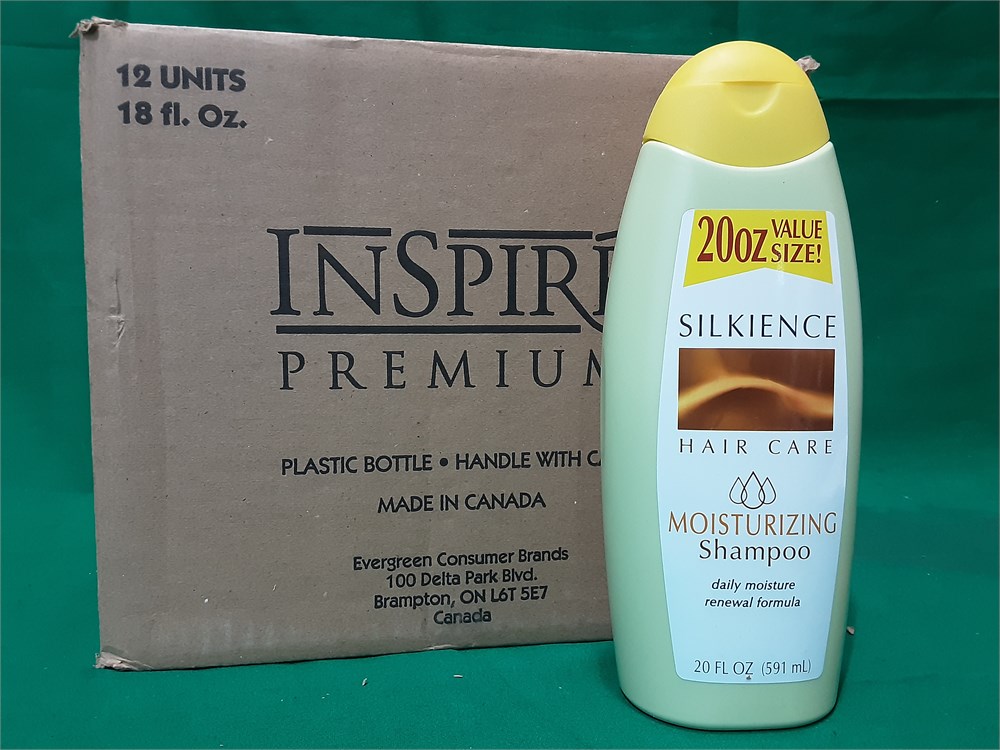 12 UNITS
18 fl. Oz.
INSPIRE
PREMIUM
PLASTIC BOTTLE • HANDLE WITH
MADE IN CANADA
Evergreen Consumer Brands
100 Delta Park Blvd.
Brampton, ON L6T 5E7
Canada
20oz VALUE
SIZE!
SILKIENCE
HAIR CARE
MOISTURIZING
Shampoo
daily moisture
renewal formula
20 FL OZ (591 mL)